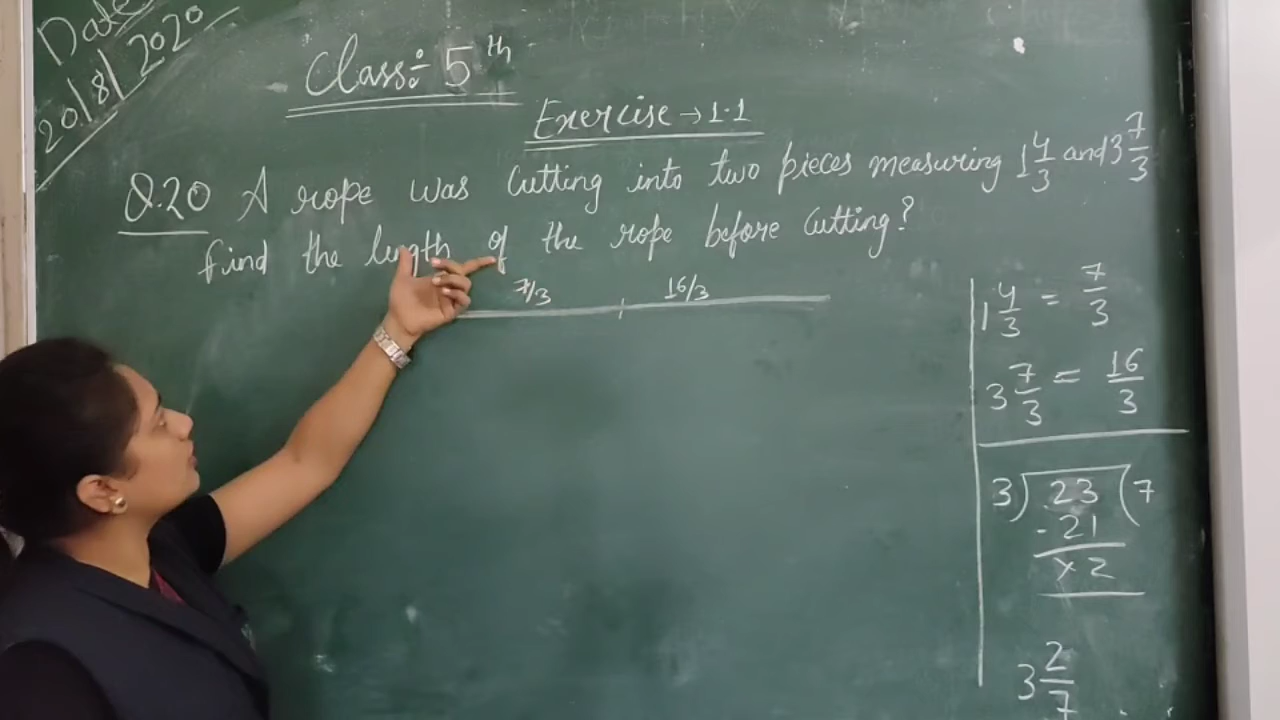 Date
20/8/2020
Class:- 5th
Exercise → 1.1
Q.20 A rope was Cutting into two pieces measuring 1 4/3 and 3 7/3
find the length of the rope before Cutting?
7/3 16/3
1 4/3 = 7/3
3 7/3 = 16/3
3) 23 (7
-21
x2
3 2/7